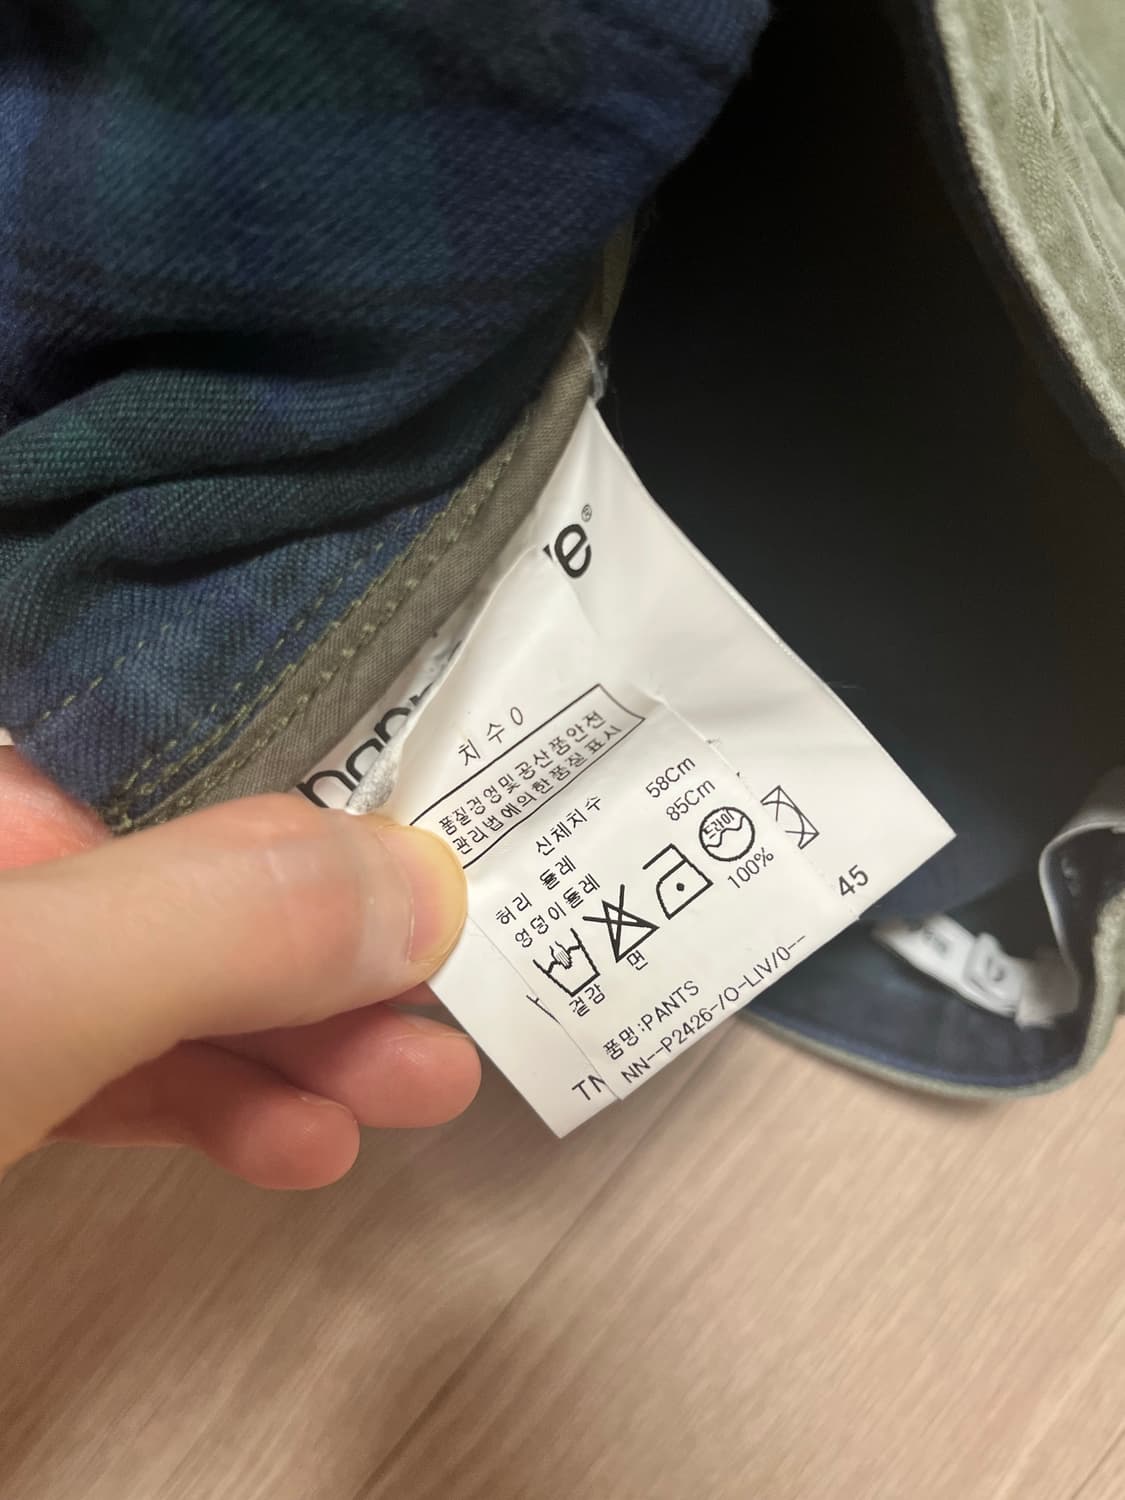 e®
치수 0
품질경영및공산품안전
관리법에의한품질표시
신체치수
허리 둘레 58Cm
엉덩이둘레 85Cm
드라이
겉감 면 100%
품명:PANTS
NN--P2426-/O-LIV/0--
TN
45